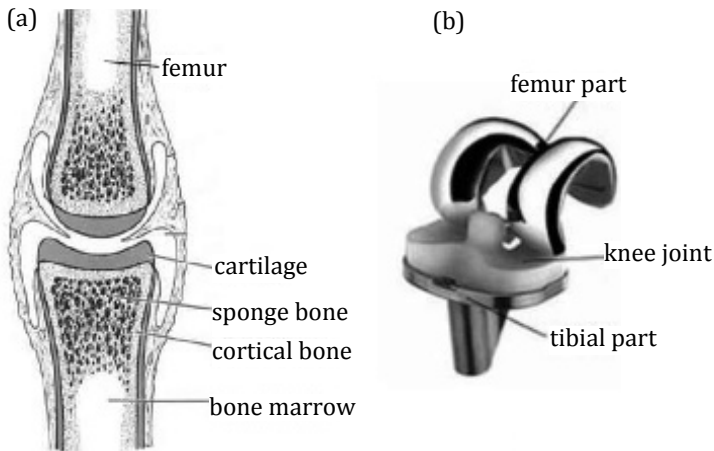 (a)
femur
cartilage
sponge bone
cortical bone
bone marrow
(b)
femur part
knee joint
tibial part